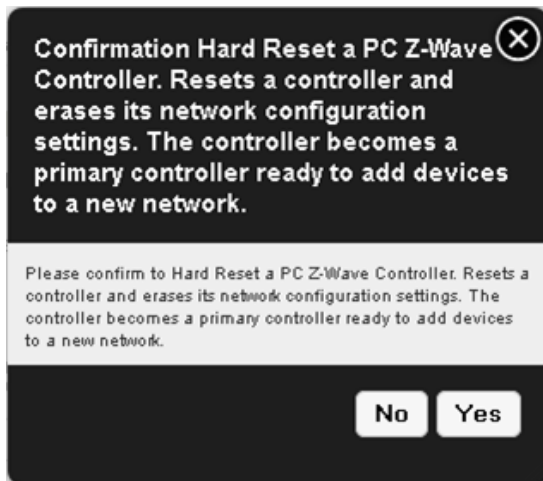 Confirmation Hard Reset a PC Z-Wave
Controller. Resets a controller and
erases its network configuration
settings. The controller becomes a
primary controller ready to add devices
to a new network.
Please confirm to Hard Reset a PC Z-Wave Controller. Resets a
controller and erases its network configuration settings. The
controller becomes a primary controller ready to add devices
to a new network.
No Yes